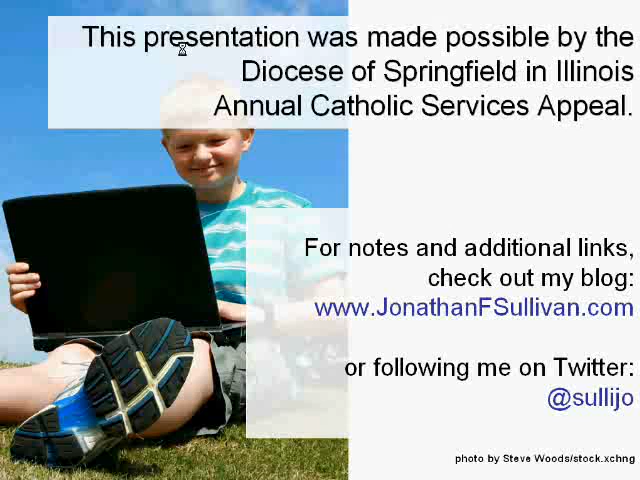 This presentation was made possible by the
Diocese of Springfield in Illinois
Annual Catholic Services Appeal.
For notes and additional links,
check out my blog:
www.JonathanFSullivan.com
or following me on Twitter:
@sullijo
photo by Steve Woods/stock.xchng